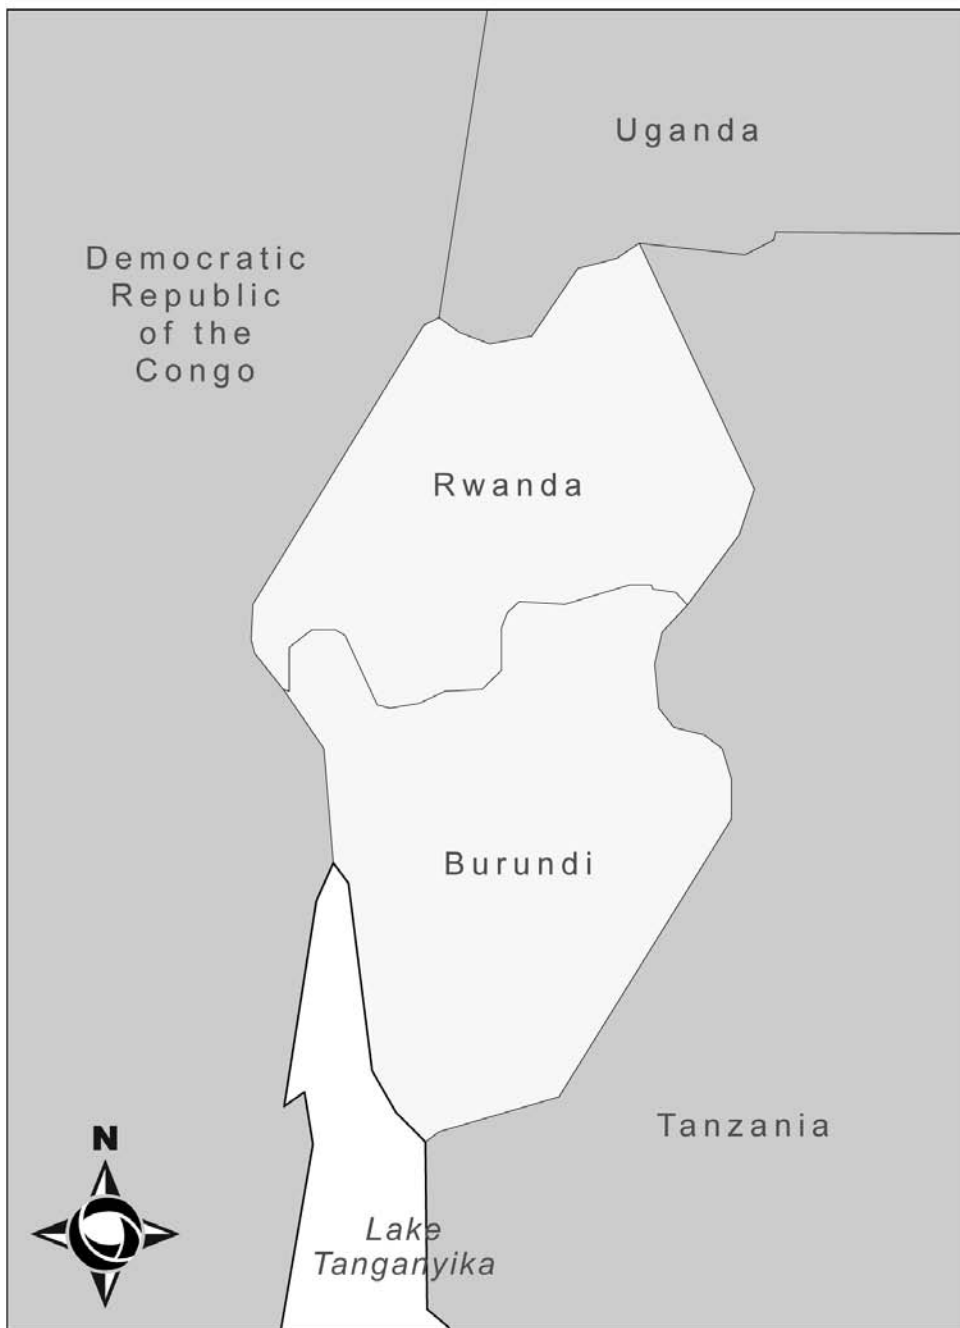 Uganda
Democratic
Republic
of the
Congo
Rwanda
Burundi
Tanzania
N
Lake
Tanganyika